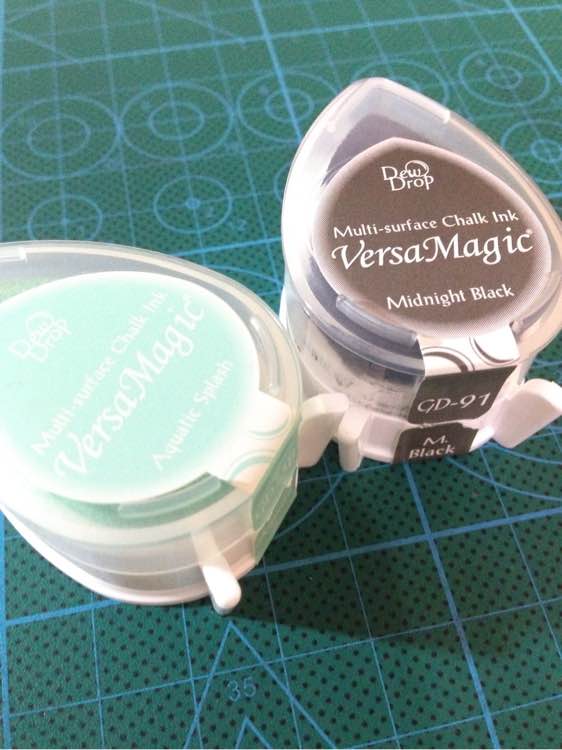 Dew
Drop
Multi-surface Chalk Ink
VersaMagic
Aquatic Splash
Dew
Drop
Multi-surface Chalk Ink
VersaMagic®
Midnight Black
GD-91
M.
Black
35